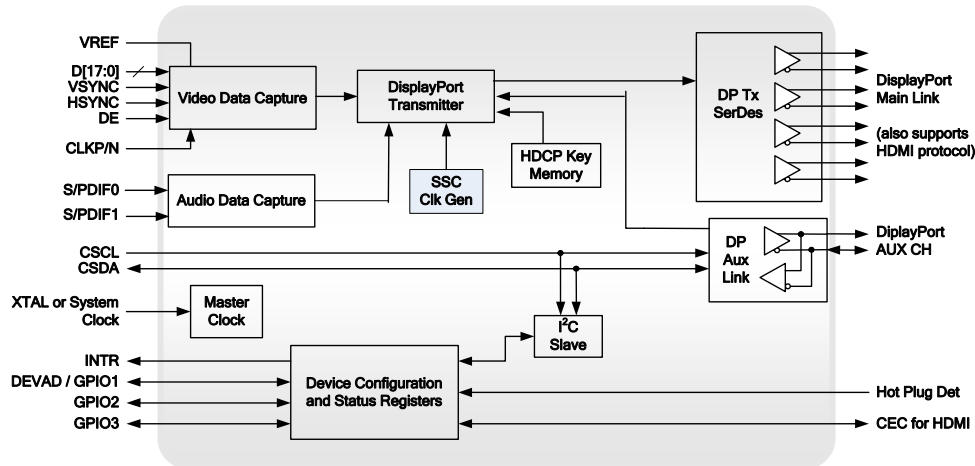 VREF
D[17:0]
VSYNC
HSYNC
DE
CLKP/N
Video Data Capture
DisplayPort
Transmitter
DP Tx
SerDes
DisplayPort
Main Link
(also supports
HDMI protocol)
HDCP Key
Memory
SSC
Clk Gen
S/PDIF0
S/PDIF1
Audio Data Capture
CSCL
CSDA
DP
Aux
Link
DiplayPort
AUX CH
XTAL or System
Clock
Master
Clock
I²C
Slave
INTR
DEVAD / GPIO1
GPIO2
GPIO3
Device Configuration
and Status Registers
Hot Plug Det
CEC for HDMI